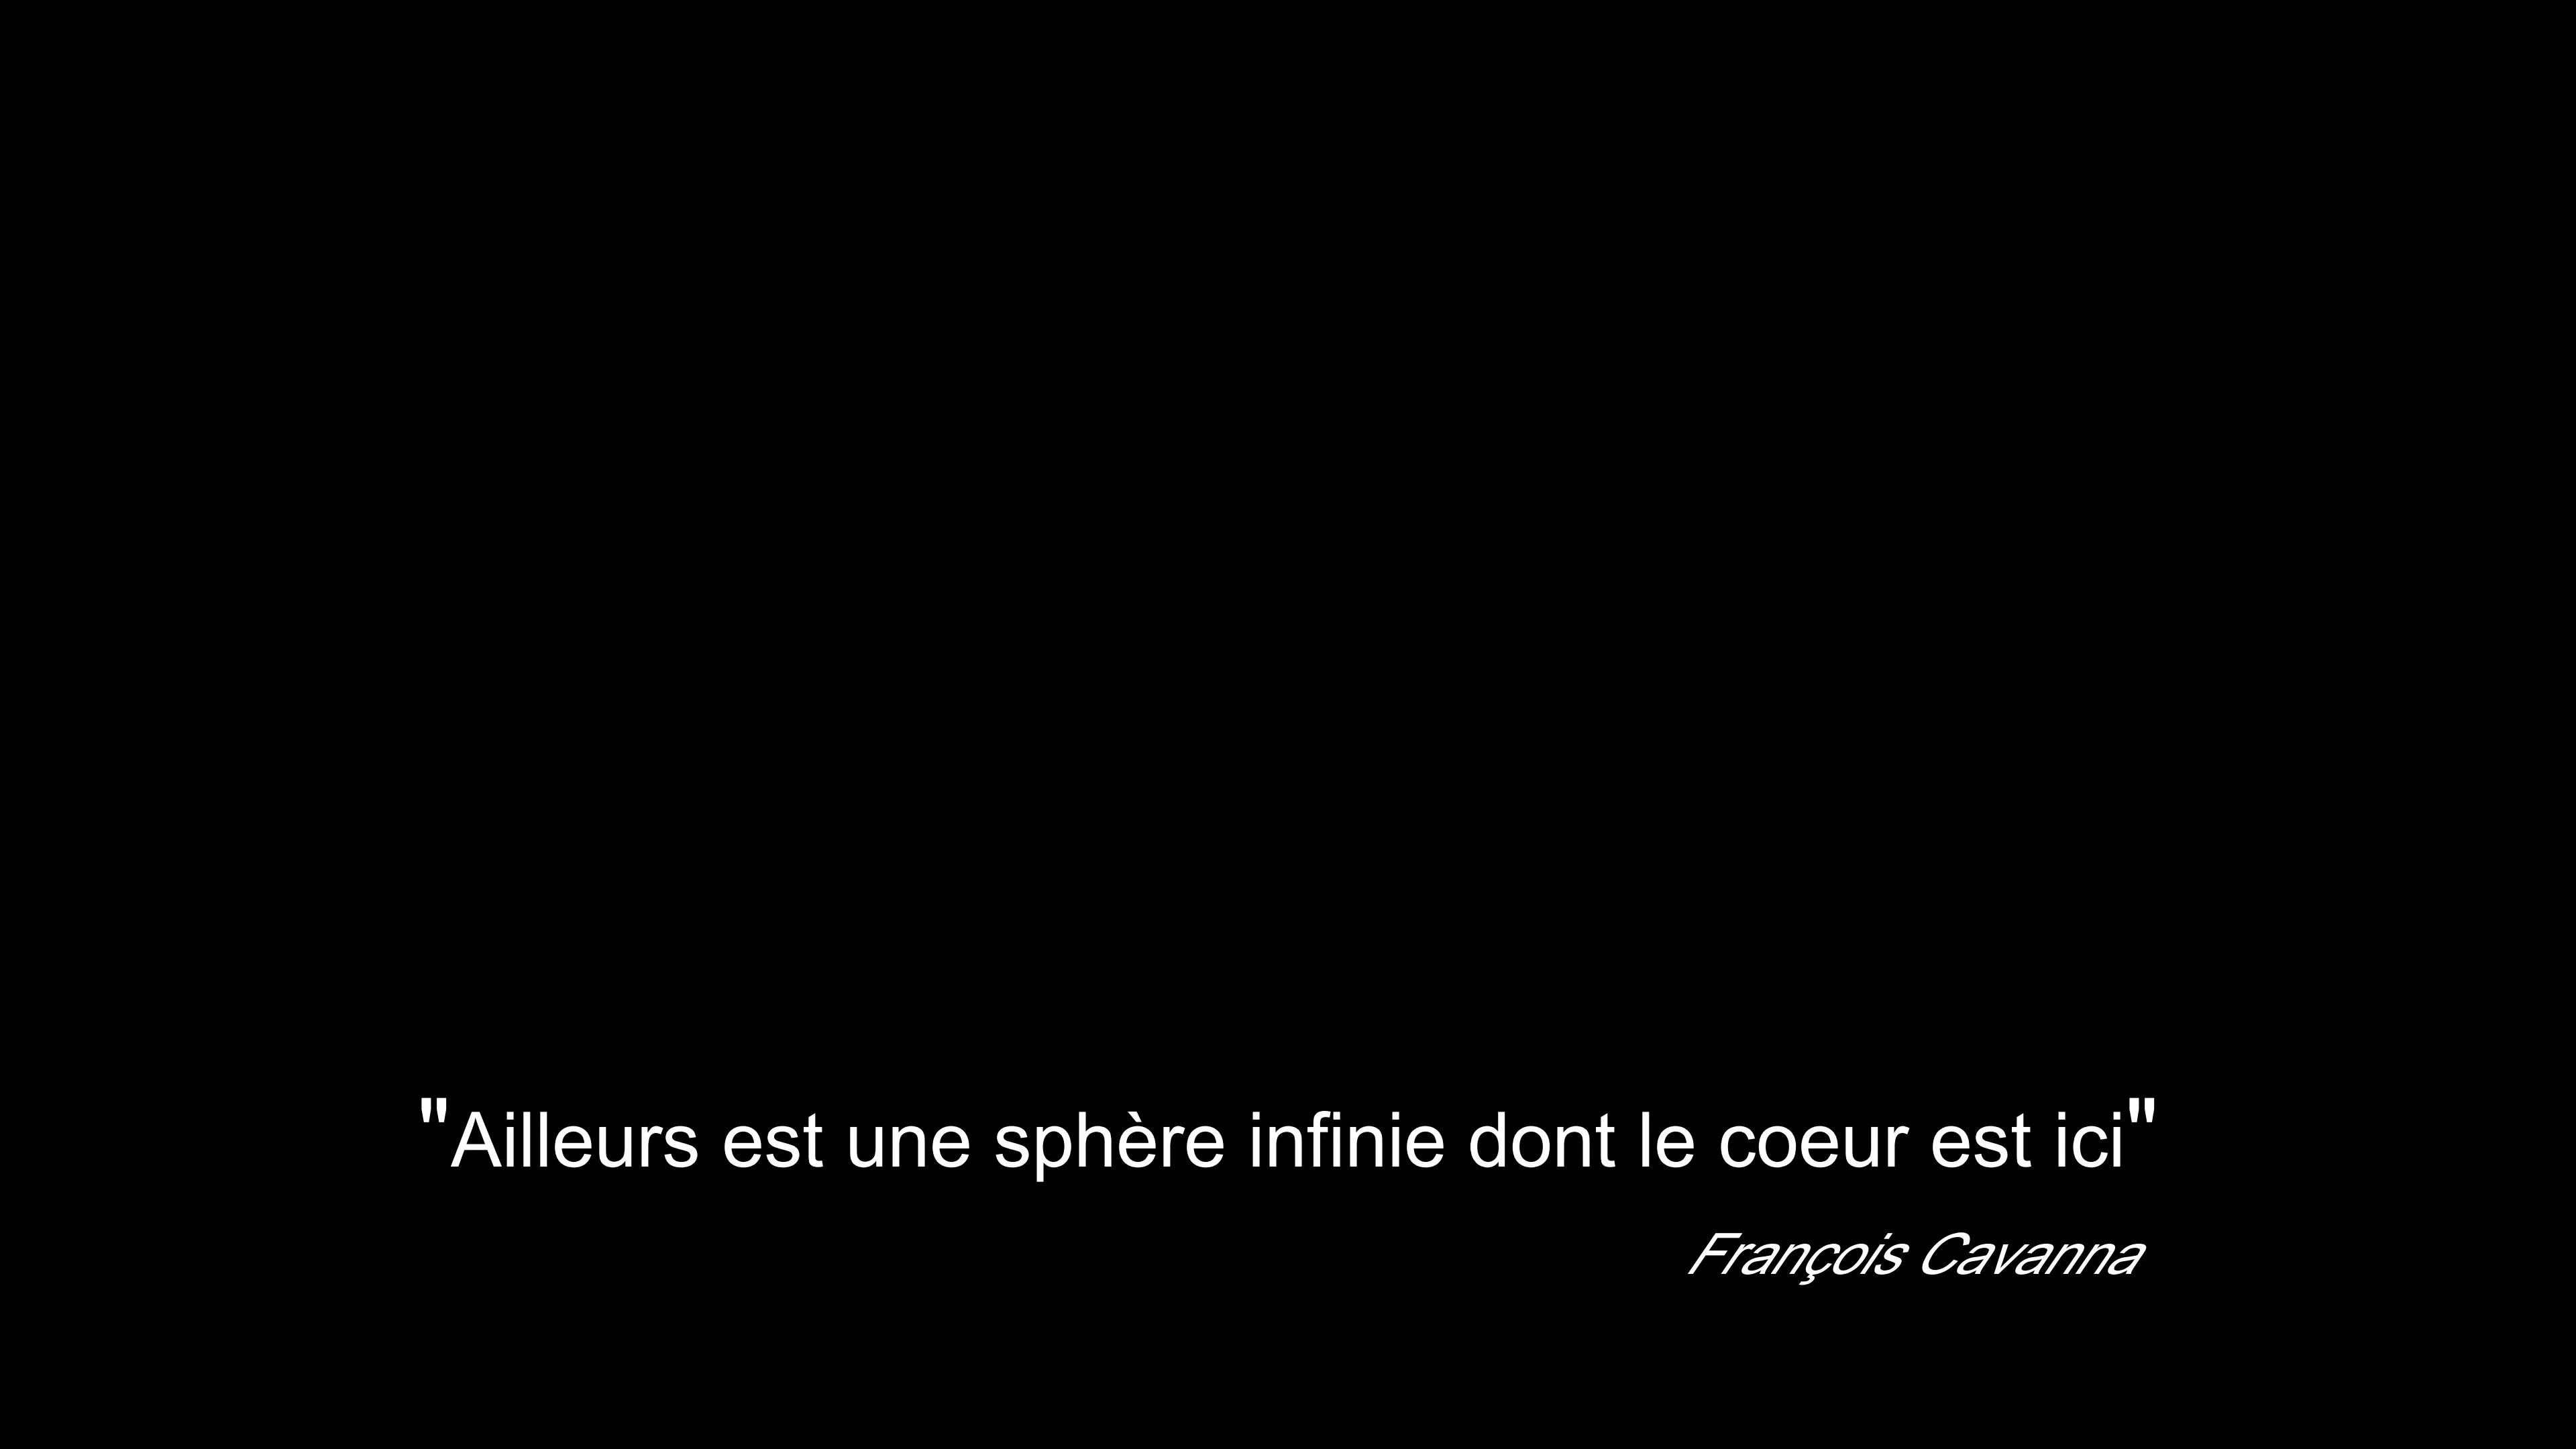 "Ailleurs est une sphère infinie dont le coeur est ici"
François Cavanna